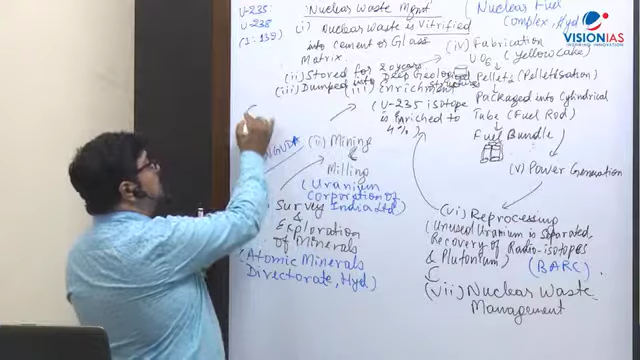 U-235:
U-238
(1:139)
Nuclear Waste Mgmt
(i) Nuclear Waste is Vitrified
into cement or Glass
Matrix.
(ii) Stored for 20 years
(iii) Dumped into Deep Geological
Structures
(iii) Enrichment
(U-235 isotope
is Enriched to
4%)
(ii) Mining
&
Milling
(Uranium
Corporation of
India Ltd)
Survey
&
Exploration
of Minerals
(Atomic Minerals
Directorate, Hyd)
(Nuclear Fuel
Complex, Hyd)
(iv) Fabrication
(Yellow Cake)
Pellets (Pelletisation)
Packaged into Cylindrical
Tube (Fuel Rod)
Fuel Bundle
(v) Power Generation
(vi) Reprocessing
(Unused Uranium is Separated,
Recovery of Radio-isotopes
& Plutonium)
(BARC)
(vii) Nuclear Waste
Management
VISIONIAS
INSPIRING INNOVATION